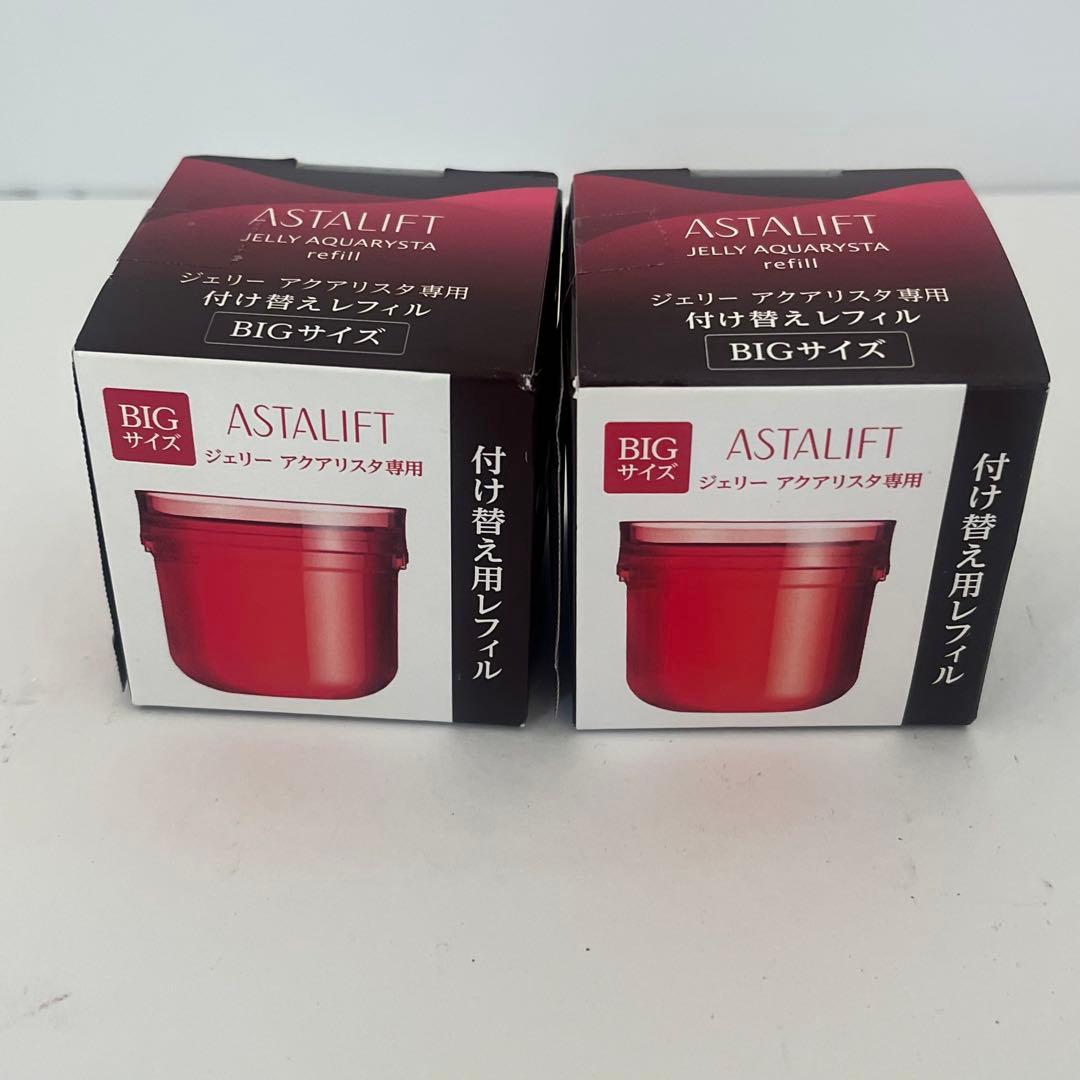 ASTALIFT
JELLY AQUARYSTA
refill
ジェリー アクアリスタ専用
付け替えレフィル
BIGサイズ
BIG
サイズ
ASTALIFT
ジェリー アクアリスタ専用
付け替え用レフィル
ASTALIFT
JELLY AQUARYSTA
refill
ジェリー アクアリスタ専用
付け替えレフィル
BIGサイズ
BIG
サイズ
ASTALIFT
ジェリー アクアリスタ専用
付け替え用レフィル